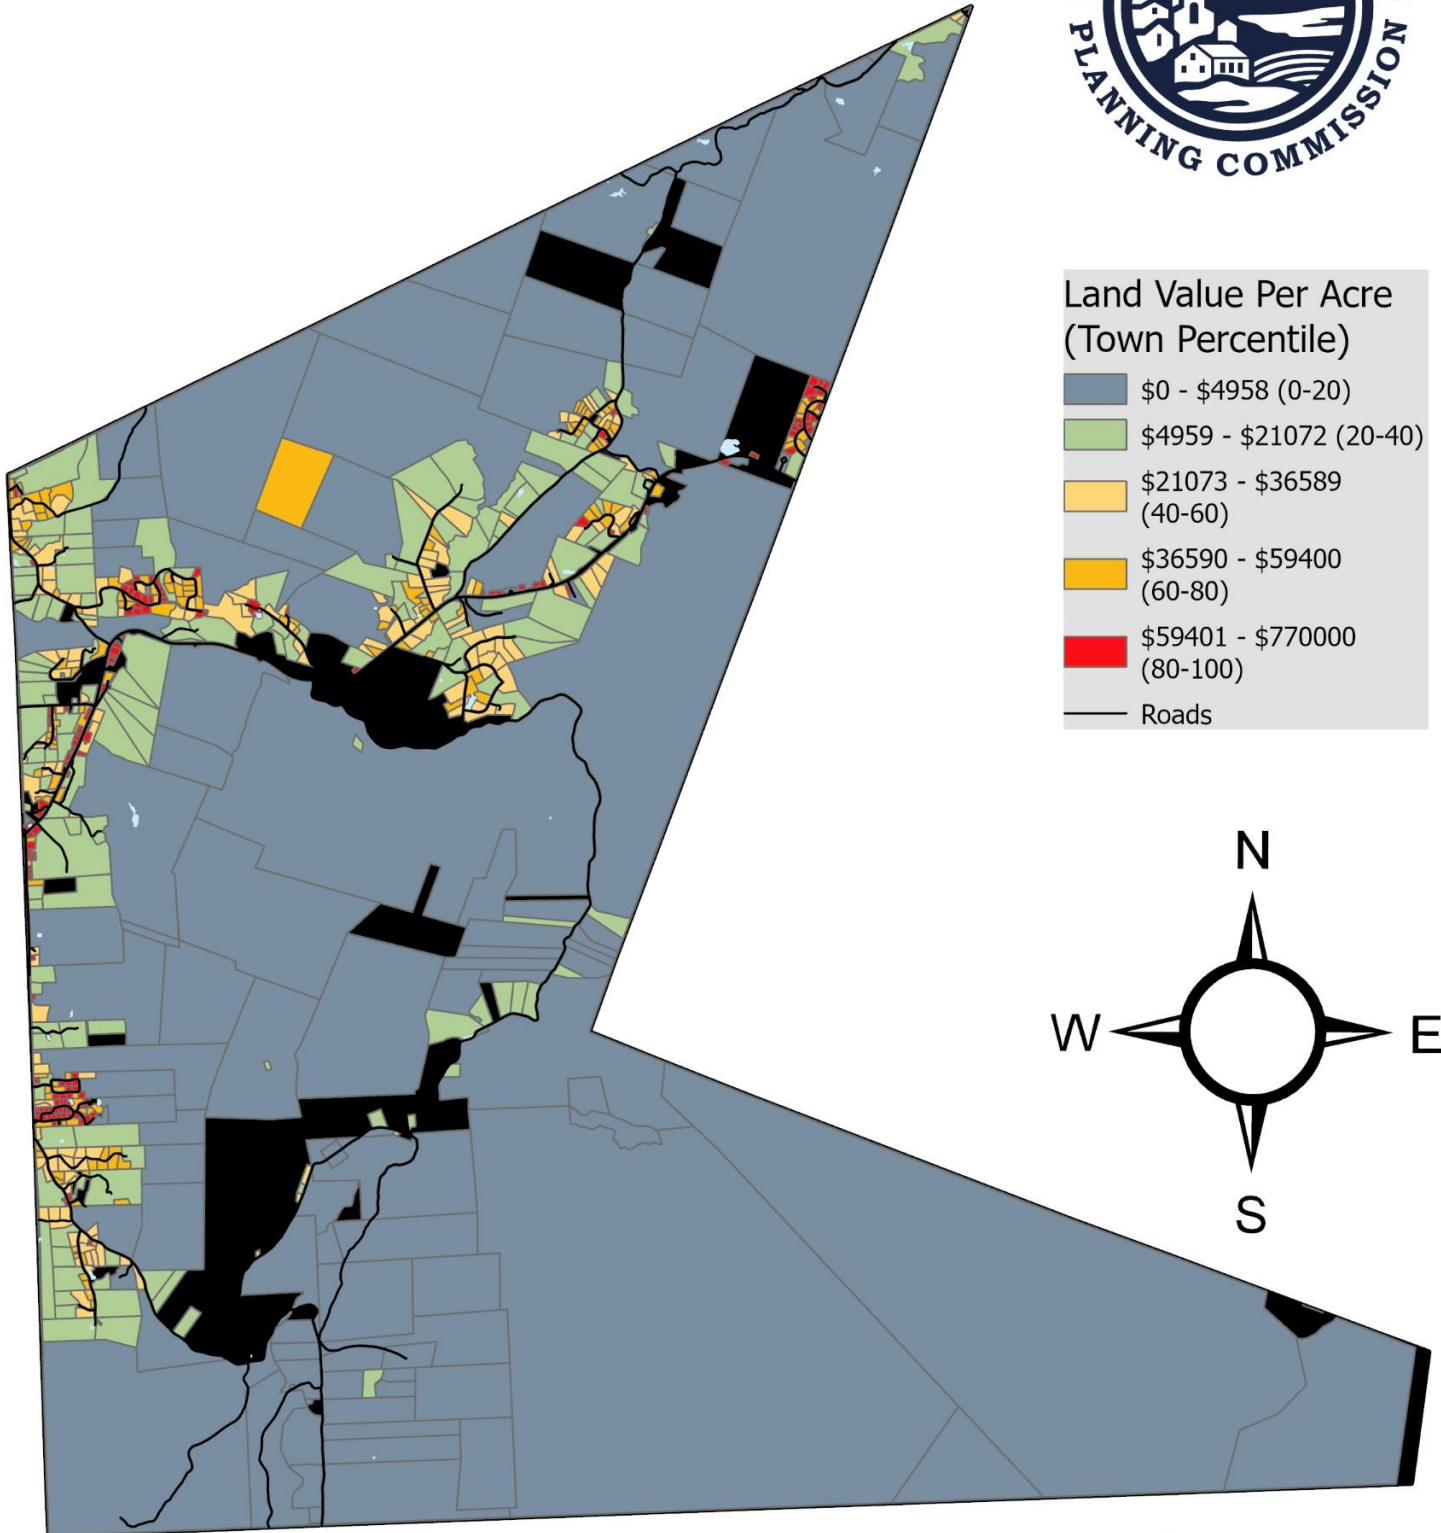 PLANNING COMMISSION
Land Value Per Acre
(Town Percentile)
$0 - $4958 (0-20)
$4959 - $21072 (20-40)
$21073 - $36589
(40-60)
$36590 - $59400
(60-80)
$59401 - $770000
(80-100)
Roads
N
W
E
S